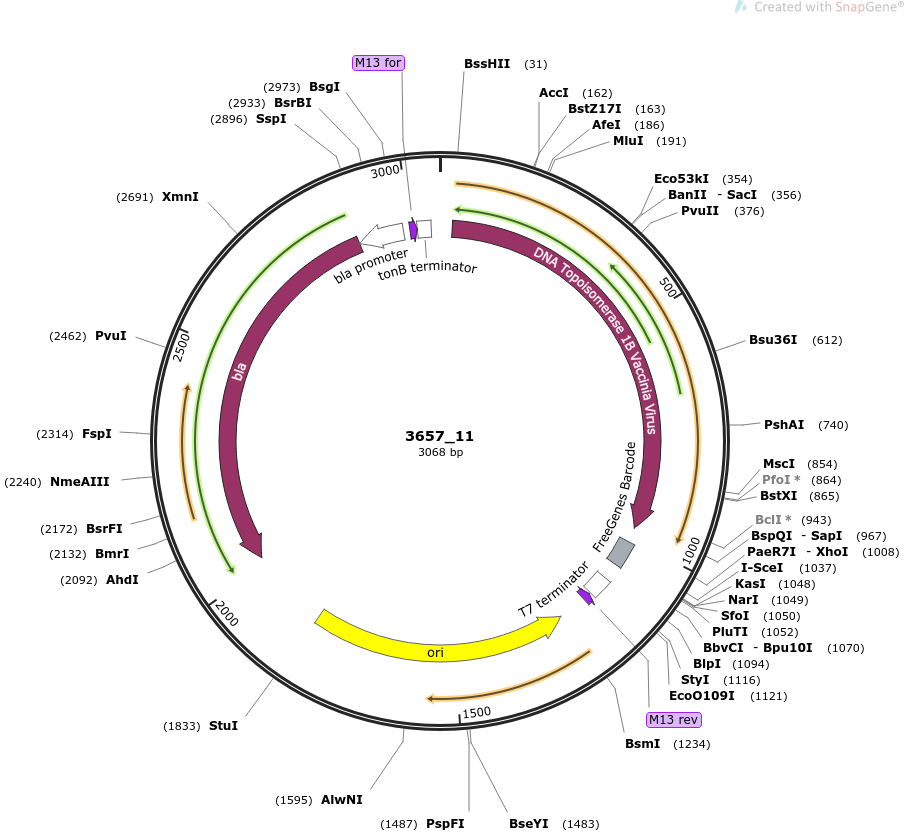 Created with SnapGene®
M13 for
BssHII (31)
(2973) BsgI
(2933) BsrBI
(2896) SspI
AccI (162)
BstZ17I (163)
AfeI (186)
MluI (191)
3000
Eco53kI (354)
BanII - SacI (356)
PvuII (376)
(2691) XmnI
bla promoter
tonB terminator
DNA Topoisomerase 1B Vaccinia Virus
500
(2462) PvuI
2500
Bsu36I (612)
bla
3657_11
3068 bp
PshAI (740)
(2314) FspI
(2240) NmeAIII
MscI (854)
PfoI * (864)
BstXI (865)
FreeGenes Barcode
(2172) BsrFI
(2132) BmrI
(2092) AhdI
BclI * (943)
BspQI - SapI (967)
PaeR7I - XhoI (1008)
1000
I-SceI (1037)
KasI (1048)
NarI (1049)
SfoI (1050)
PluTI (1052)
BbvCI - Bpu10I (1070)
BlpI (1094)
StyI (1116)
EcoO109I (1121)
T7 terminator
2000
ori
M13 rev
1500
(1833) StuI
BsmI (1234)
(1595) AlwNI
(1487) PspFI
BseYI (1483)